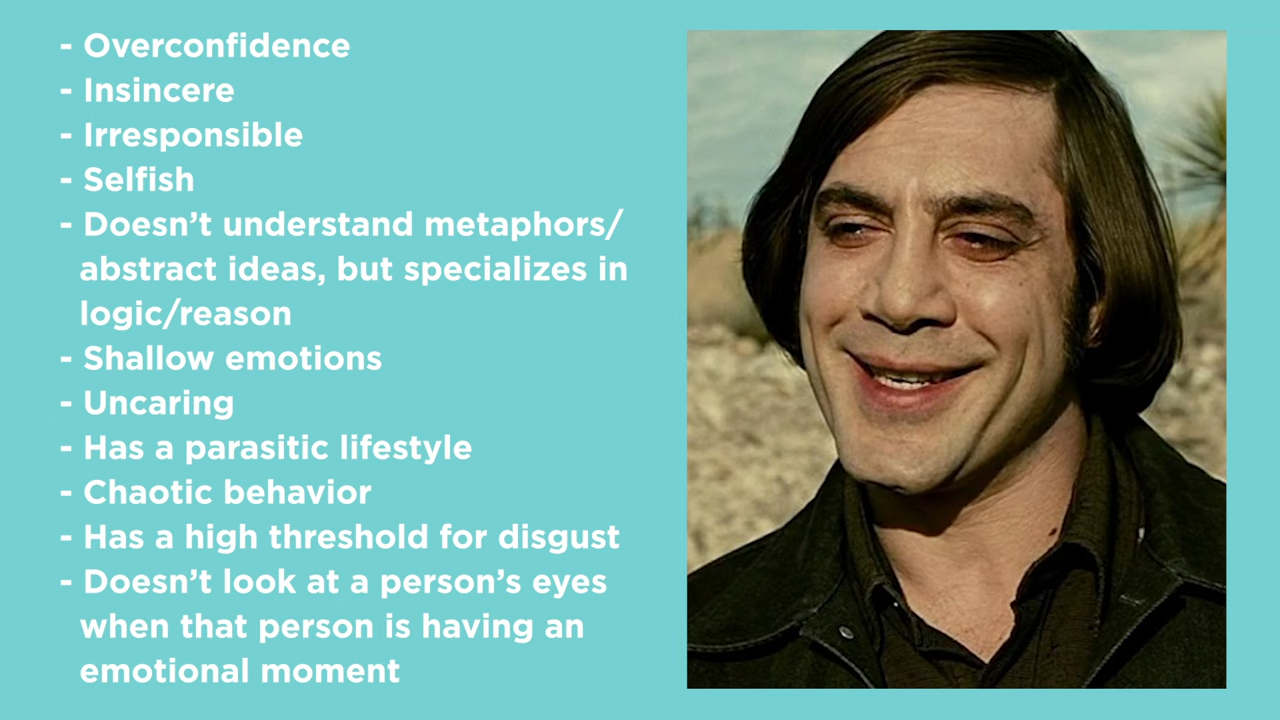 - Overconfidence
- Insincere
- Irresponsible
- Selfish
- Doesn’t understand metaphors/
abstract ideas, but specializes in
logic/reason
- Shallow emotions
- Uncaring
- Has a parasitic lifestyle
- Chaotic behavior
- Has a high threshold for disgust
- Doesn’t look at a person’s eyes
when that person is having an
emotional moment